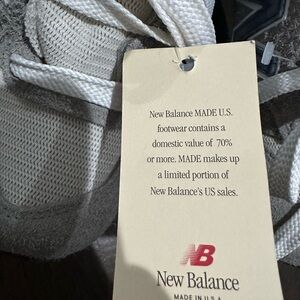 New Balance MADE U.S.
footwear contains a
domestic value of 70%
or more. MADE makes up
a limited portion of
New Balance's US sales.
NB
New Balance
MADE IN U.S.A